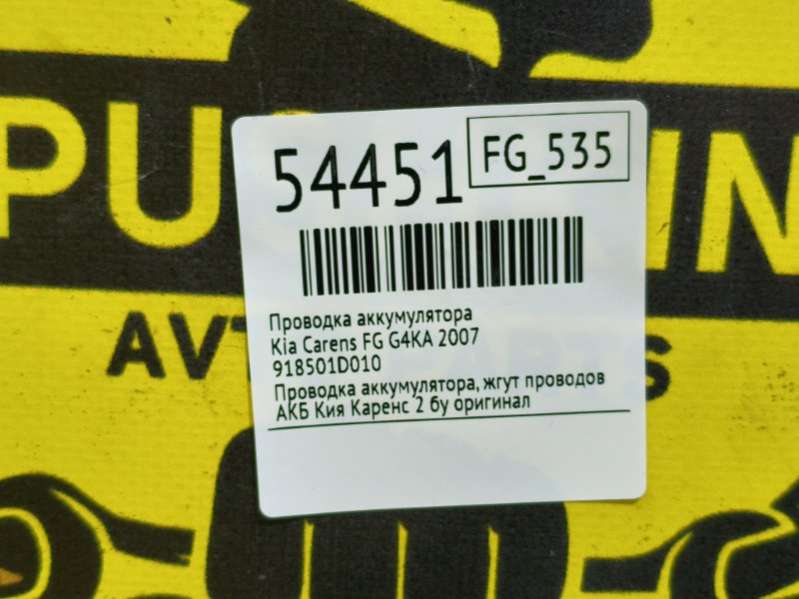 54451
FG_535
Проводка аккумулятора
Kia Carens FG G4KA 2007
918501D010
Проводка аккумулятора, жгут проводов
АКБ Кия Каренс 2 бу оригинал